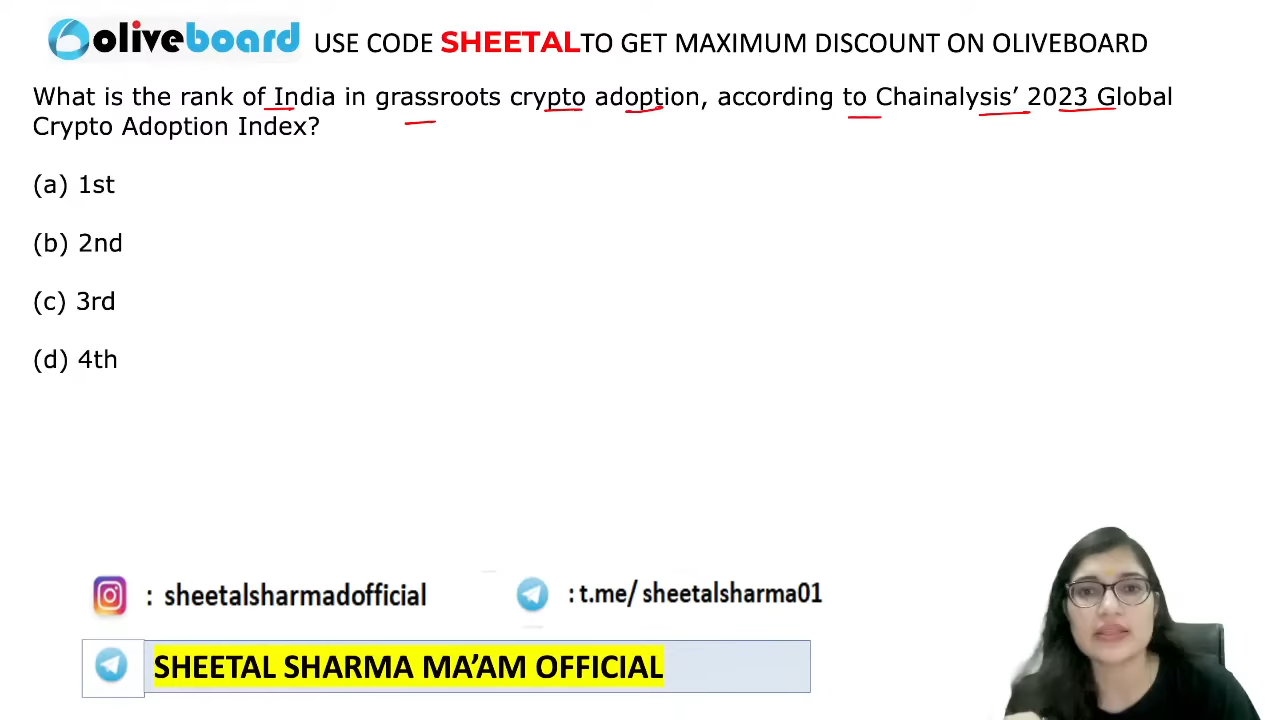 oliveboard USE CODE SHEETAL TO GET MAXIMUM DISCOUNT ON OLIVEBOARD
What is the rank of India in grassroots crypto adoption, according to Chainalysis’ 2023 Global
Crypto Adoption Index?
(a) 1st
(b) 2nd
(c) 3rd
(d) 4th
: sheetalsharmadofficial : t.me/ sheetalsharma01
SHEETAL SHARMA MA’AM OFFICIAL